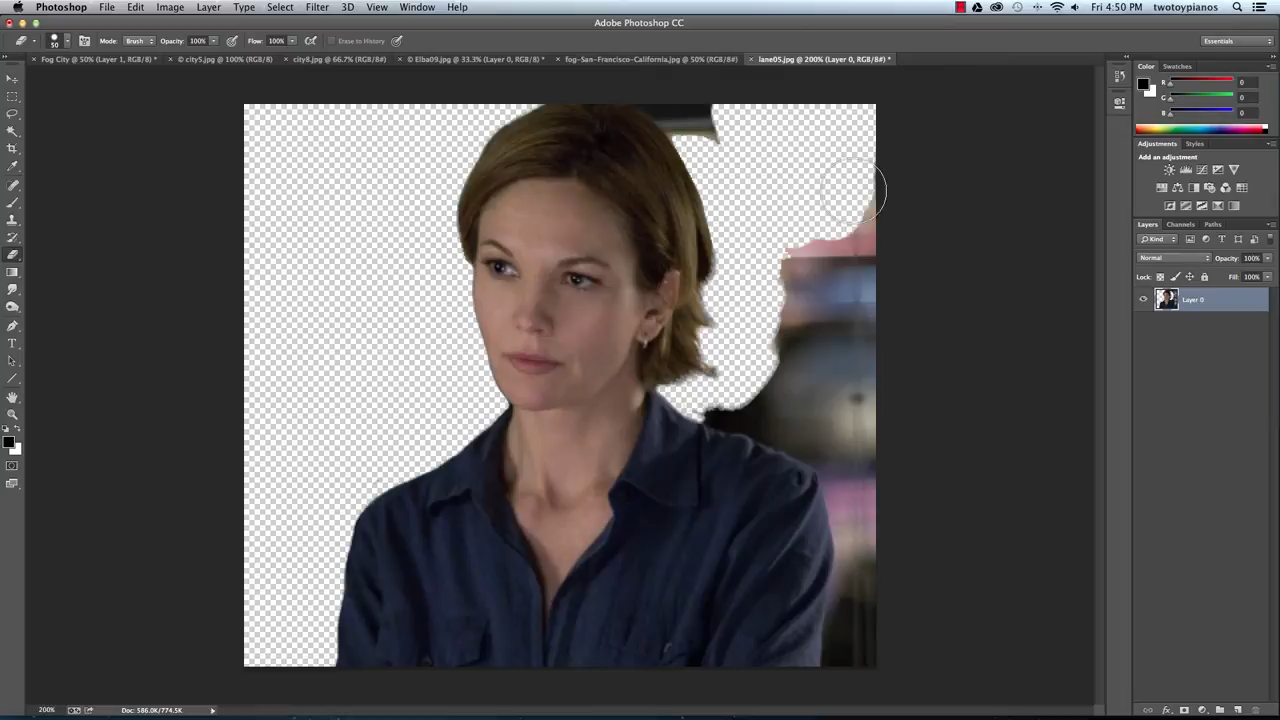 Photoshop File Edit Image Layer Type Select Filter 3D View Window Help Fri 4:50 PM twotoypianos
Adobe Photoshop CC
50 Mode: Brush Opacity: 100% Flow: 100% Erase to History Essentials
Fog City @ 50% (Layer 1, RGB/8) * © city5.jpg @ 100% (RGB/8) city8.jpg @ 66.7% (RGB/8#) © Elba09.jpg @ 33.3% (Layer 0, RGB/8) * fog-San-Francisco-California.jpg @ 50% (RGB/8#) lane05.jpg @ 200% (Layer 0, RGB/8#) *
Color Swatches
R 0
G 0
B 0
Adjustments Styles
Add an adjustment
Layers Channels Paths
Kind
Normal Opacity: 100%
Lock: Fill: 100%
Layer 0
200% Doc: 586.0K/774.5K